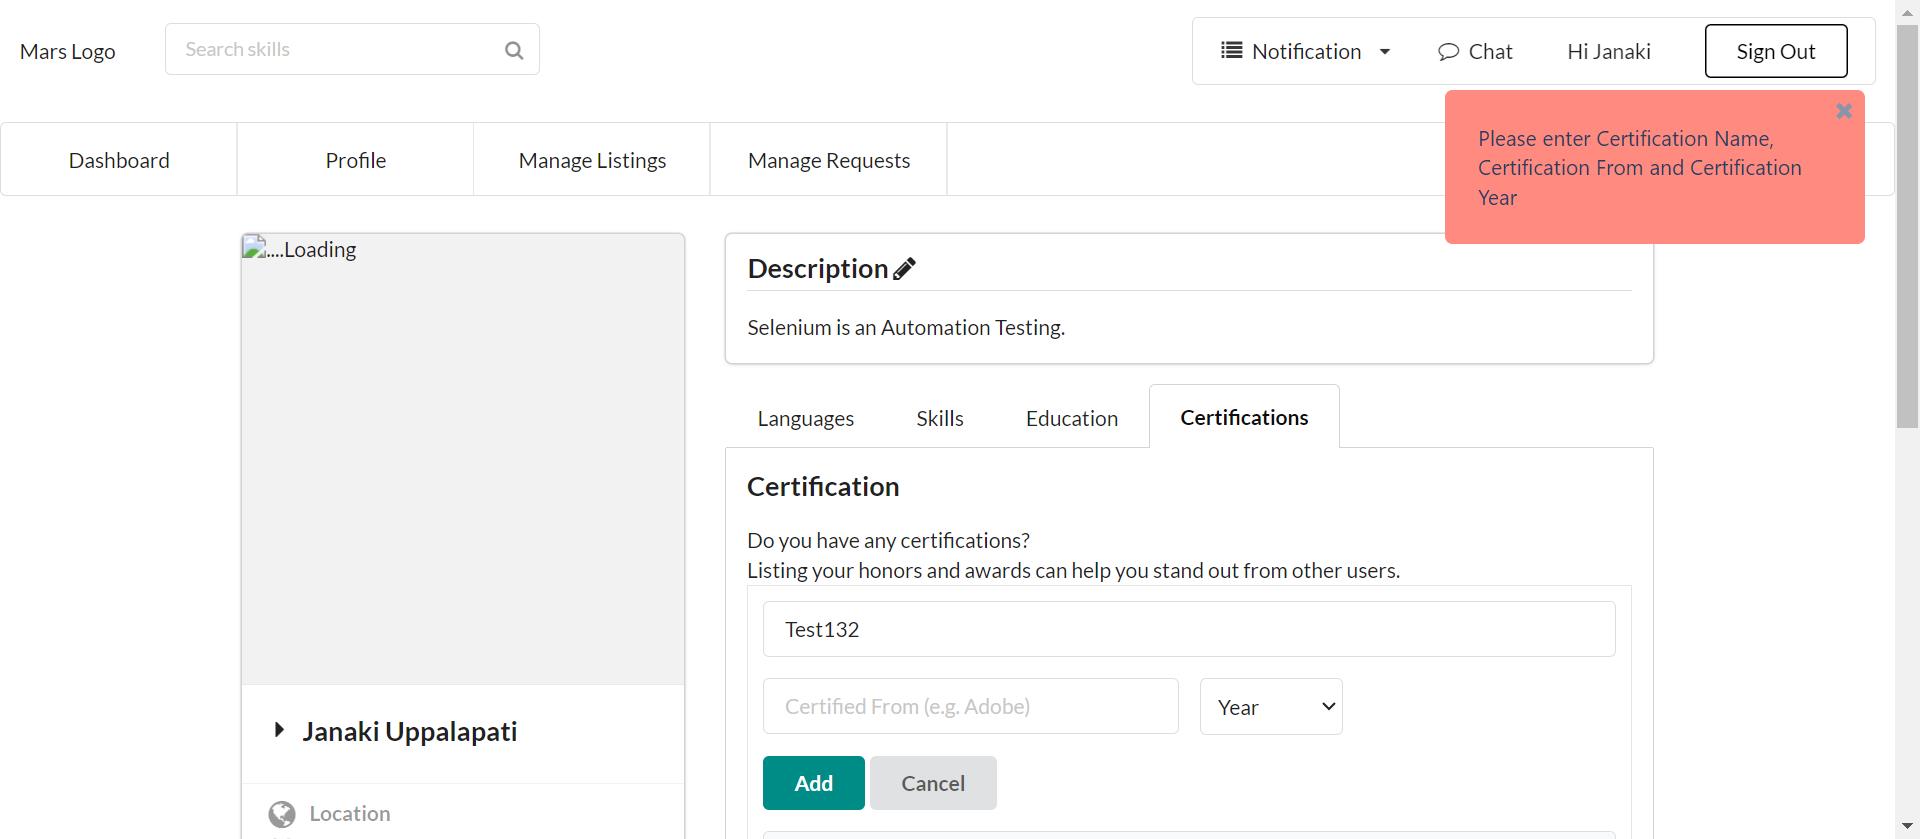 Mars Logo
Search skills
Notification
Chat
Hi Janaki
Sign Out
Please enter Certification Name,
Certification From and Certification
Year
Dashboard
Profile
Manage Listings
Manage Requests
....Loading
Description
Selenium is an Automation Testing.
Languages
Skills
Education
Certifications
Certification
Do you have any certifications?
Listing your honors and awards can help you stand out from other users.
Test132
Certified From (e.g. Adobe)
Year
Add
Cancel
Janaki Uppalapati
Location